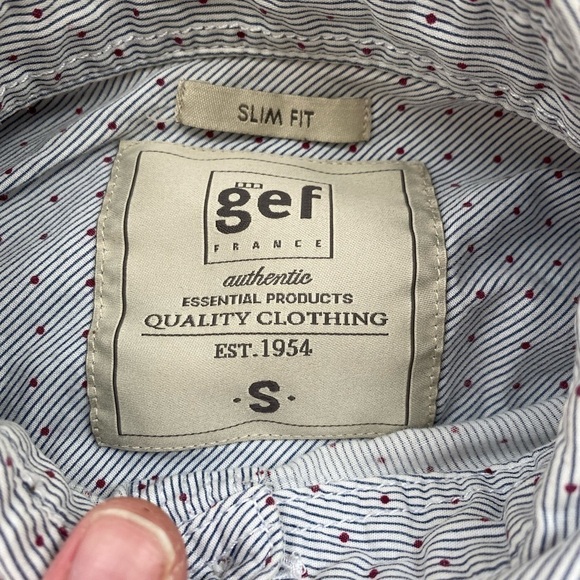 SLIM FIT
gef
FRANCE
authentic
ESSENTIAL PRODUCTS
QUALITY CLOTHING
EST.1954
·S·